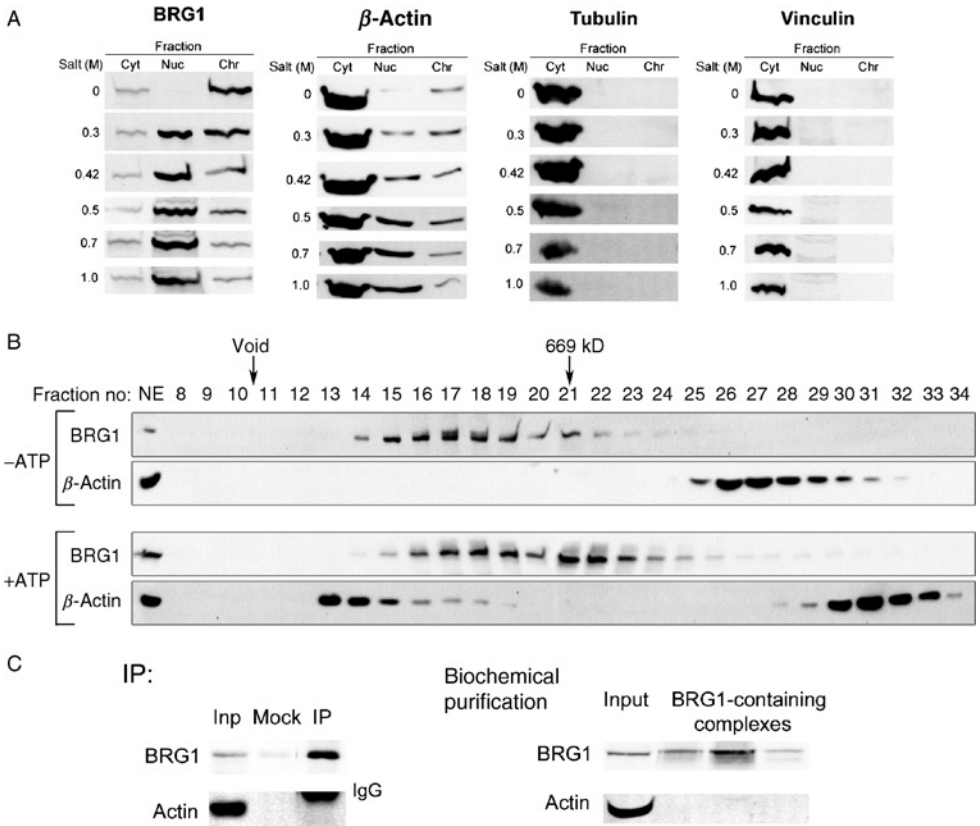 A
BRG1
β-Actin
Tubulin
Vinculin
Fraction
Salt (M) Cyt Nuc Chr
0
0.3
0.42
0.5
0.7
1.0
Fraction
Salt (M) Cyt Nuc Chr
0
0.3
0.42
0.5
0.7
1.0
Fraction
Salt (M) Cyt Nuc Chr
0
0.3
0.42
0.5
0.7
1.0
Fraction
Salt (M) Cyt Nuc Chr
0
0.3
0.42
0.5
0.7
1.0
B
Void 669 kD
Fraction no: NE 8 9 10 11 12 13 14 15 16 17 18 19 20 21 22 23 24 25 26 27 28 29 30 31 32 33 34
–ATP
BRG1
β-Actin
+ATP
BRG1
β-Actin
C
IP:
Inp Mock IP
BRG1
IgG
Actin
Biochemical
purification
Input BRG1-containing
complexes
BRG1
Actin